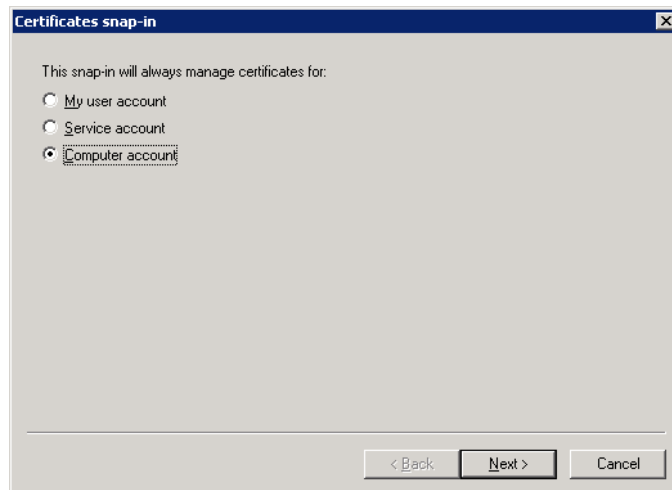 Certificates snap-in
This snap-in will always manage certificates for:
My user account
Service account
Computer account
< Back Next > Cancel